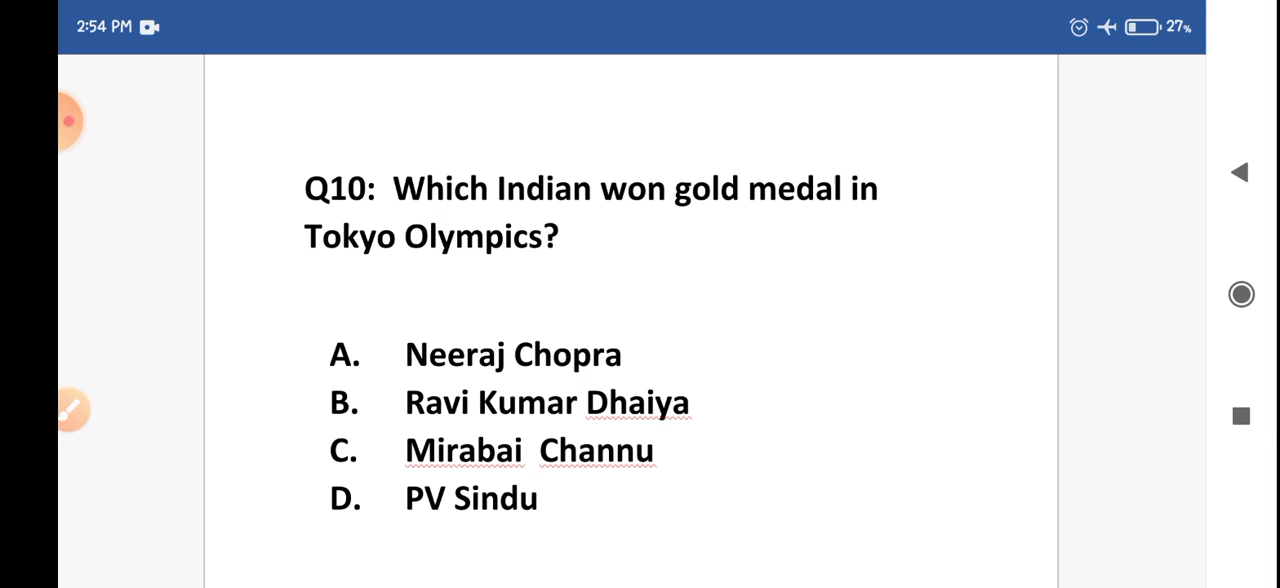 2:54 PM
27%
Q10: Which Indian won gold medal in
Tokyo Olympics?
A. Neeraj Chopra
B. Ravi Kumar Dhaiya
C. Mirabai Channu
D. PV Sindu